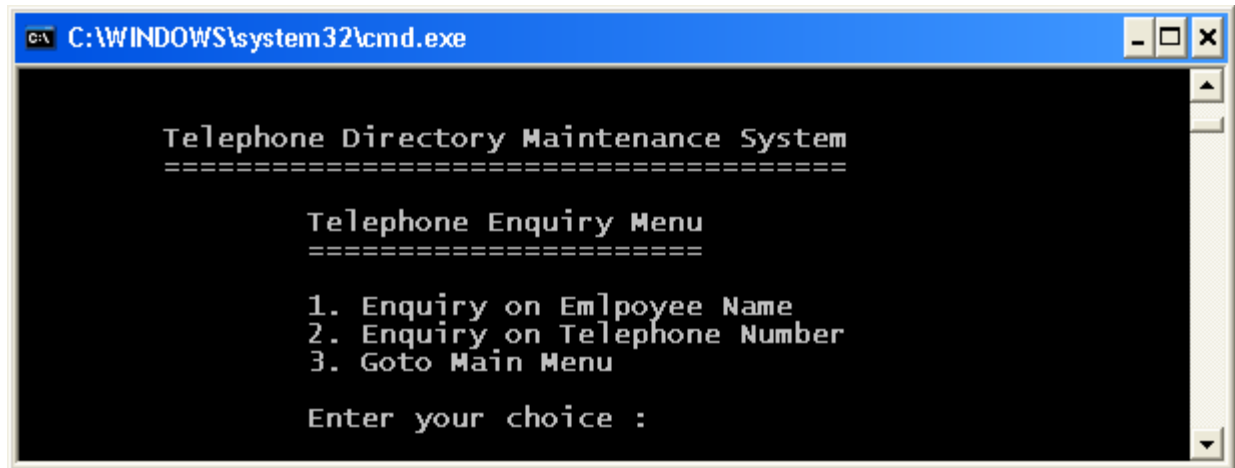 C:\WINDOWS\system32\cmd.exe
Telephone Directory Maintenance System
======================================
Telephone Enquiry Menu
======================
1. Enquiry on Emlpoyee Name
2. Enquiry on Telephone Number
3. Goto Main Menu
Enter your choice :